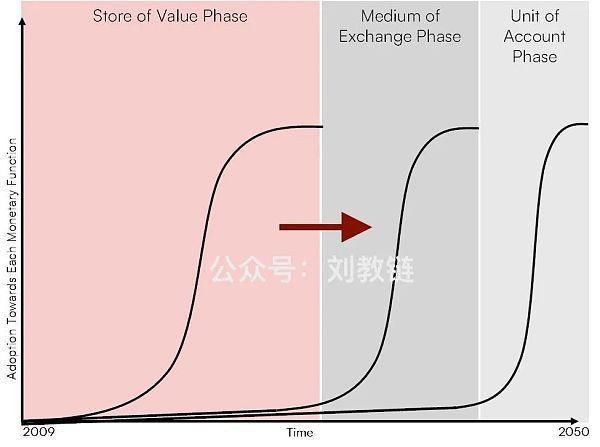 Store of Value Phase
Medium of
Exchange Phase
Unit of
Account
Phase
Adoption Towards Each Monetary Function
公众号：刘教链
2009
Time
2050